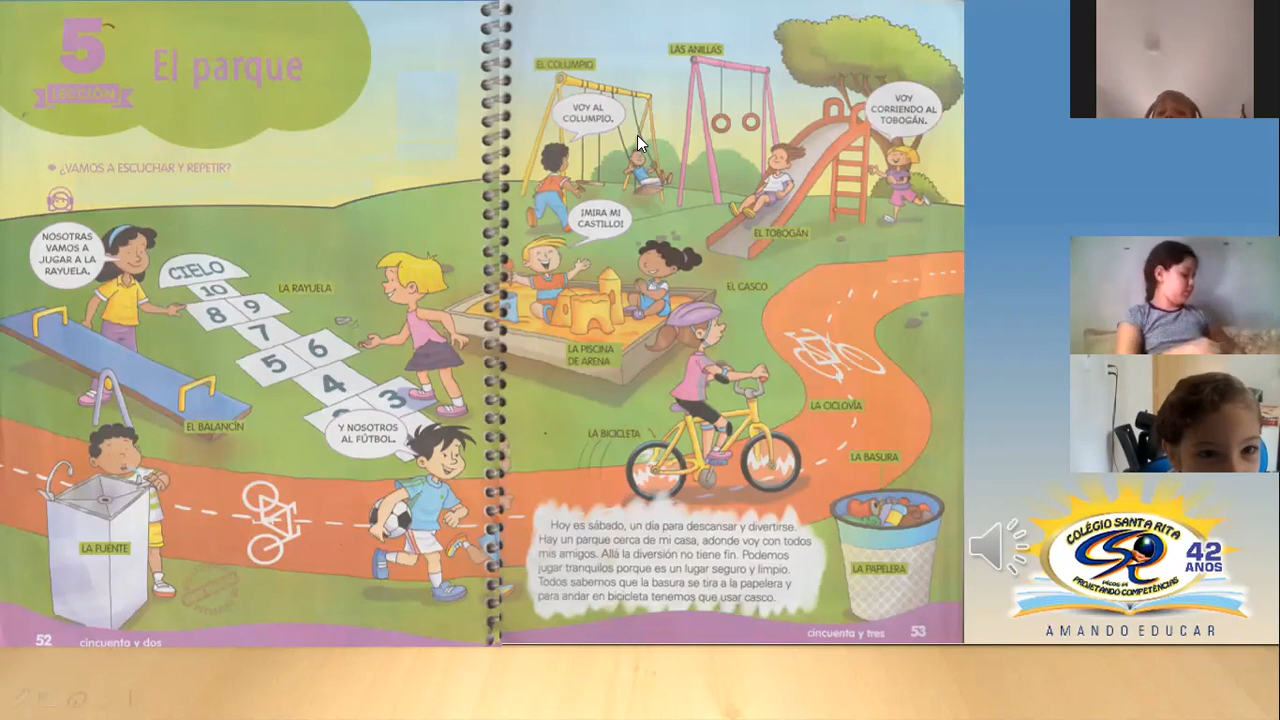 5
LECCIÓN
El parque
¿VAMOS A ESCUCHAR Y REPETIR?
NOSOTRAS
VAMOS A
JUGAR A LA
RAYUELA.
CIELO
10
9
8
7
6
5
4
3
LA RAYUELA
EL BALANCÍN
Y NOSOTROS
AL FÚTBOL.
LA FUENTE
52
cincuenta y dos
EL COLUMPIO
LAS ANILLAS
VOY AL
COLUMPIO.
VOY
CORRIENDO AL
TOBOGÁN.
¡MIRA MI
CASTILLO!
EL TOBOGÁN
EL CASCO
LA PISCINA
DE ARENA
LA CICLOVÍA
LA BICICLETA
LA BASURA
LA PAPELERA
Hoy es sábado, un día para descansar y divertirse.
Hay un parque cerca de mi casa, adonde voy con todos
mis amigos. Allá la diversión no tiene fin. Podemos
jugar tranquilos porque es un lugar seguro y limpio.
Todos sabemos que la basura se tira a la papelera y
para andar en bicicleta tenemos que usar casco.
cincuenta y tres
53
COLÉGIO SANTA RITA
42
ANOS
PROJETANDO COMPETÊNCIAS
AMANDO EDUCAR